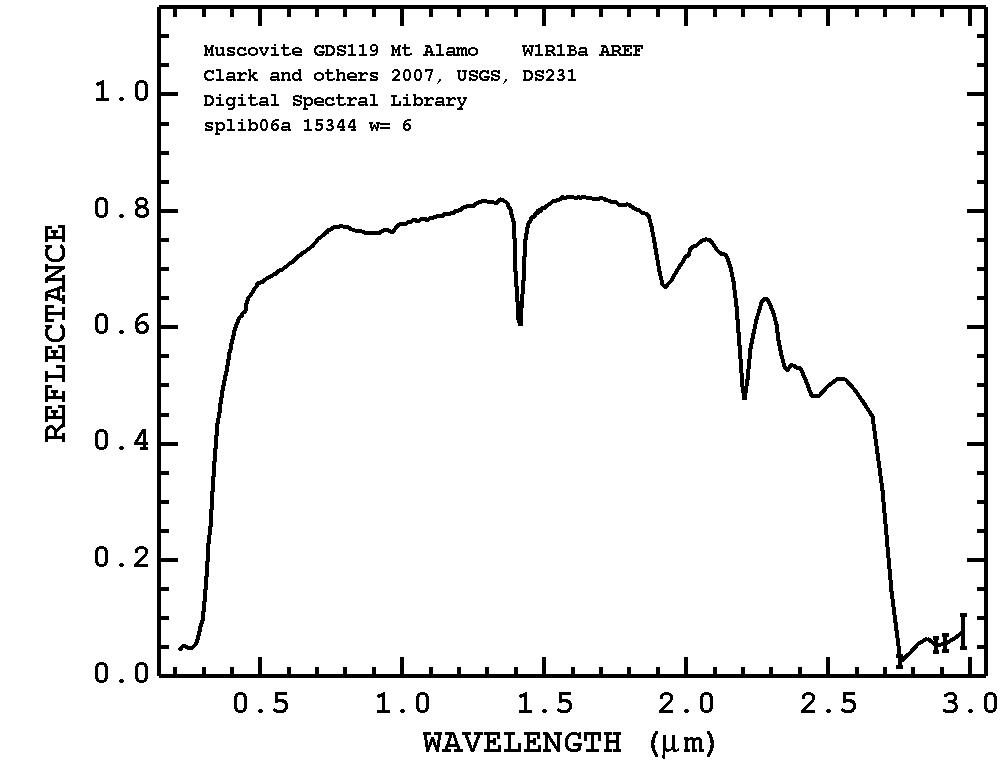 Muscovite GDS119 Mt Alamo W1R1Ba AREF
Clark and others 2007, USGS, DS231
Digital Spectral Library
splib06a 15344 w= 6
1.0
0.8
0.6
0.4
0.2
0.0
REFLECTANCE
0.5 1.0 1.5 2.0 2.5 3.0
WAVELENGTH (μm)